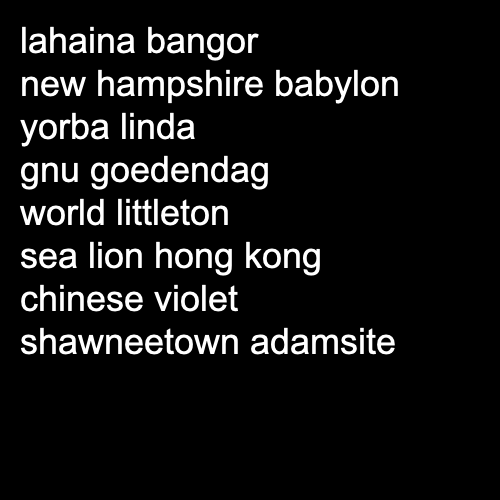 lahaina bangor
new hampshire babylon
yorba linda
gnu goedendag
world littleton
sea lion hong kong
chinese violet
shawneetown adamsite